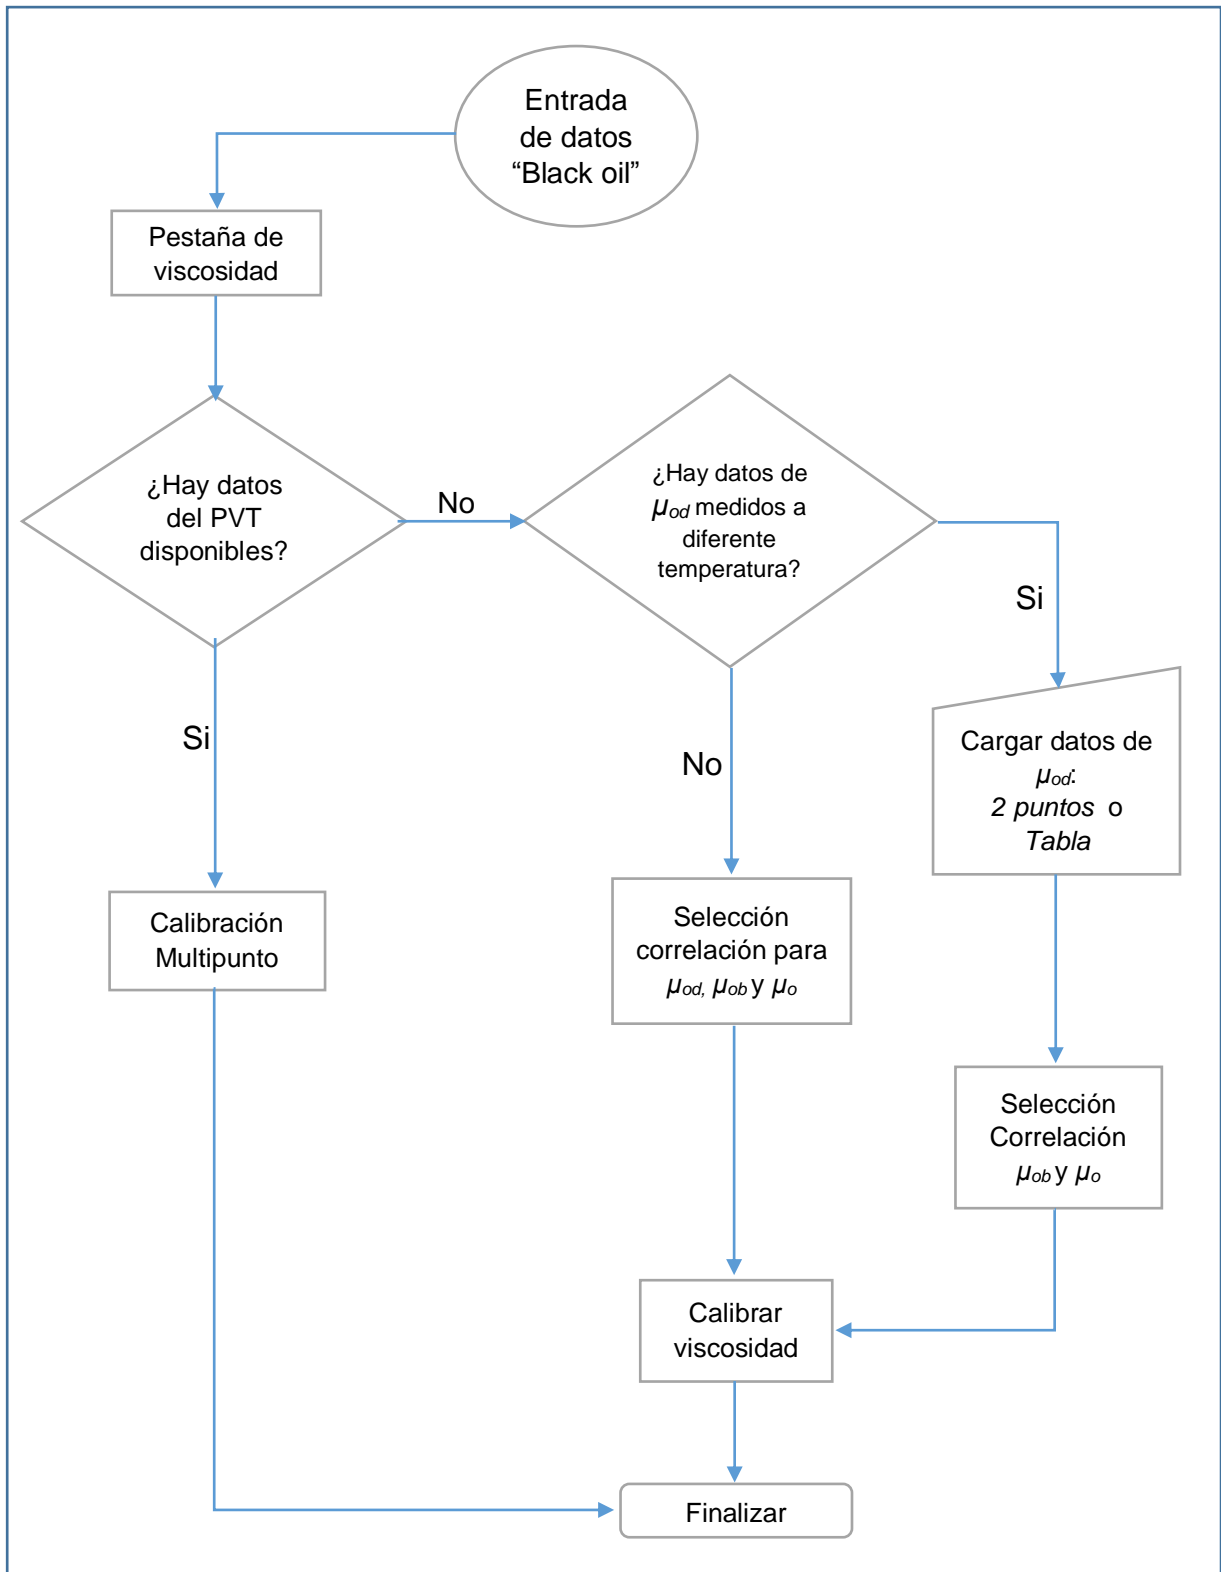 Entrada
de datos
“Black oil”
Pestaña de
viscosidad
¿Hay datos
del PVT
disponibles?
No
¿Hay datos de
μod medidos a
diferente
temperatura?
Si
Si
No
Cargar datos de
μod:
2 puntos o
Tabla
Calibración
Multipunto
Selección
correlación para
μod, μob y μo
Selección
Correlación
μob y μo
Calibrar
viscosidad
Finalizar